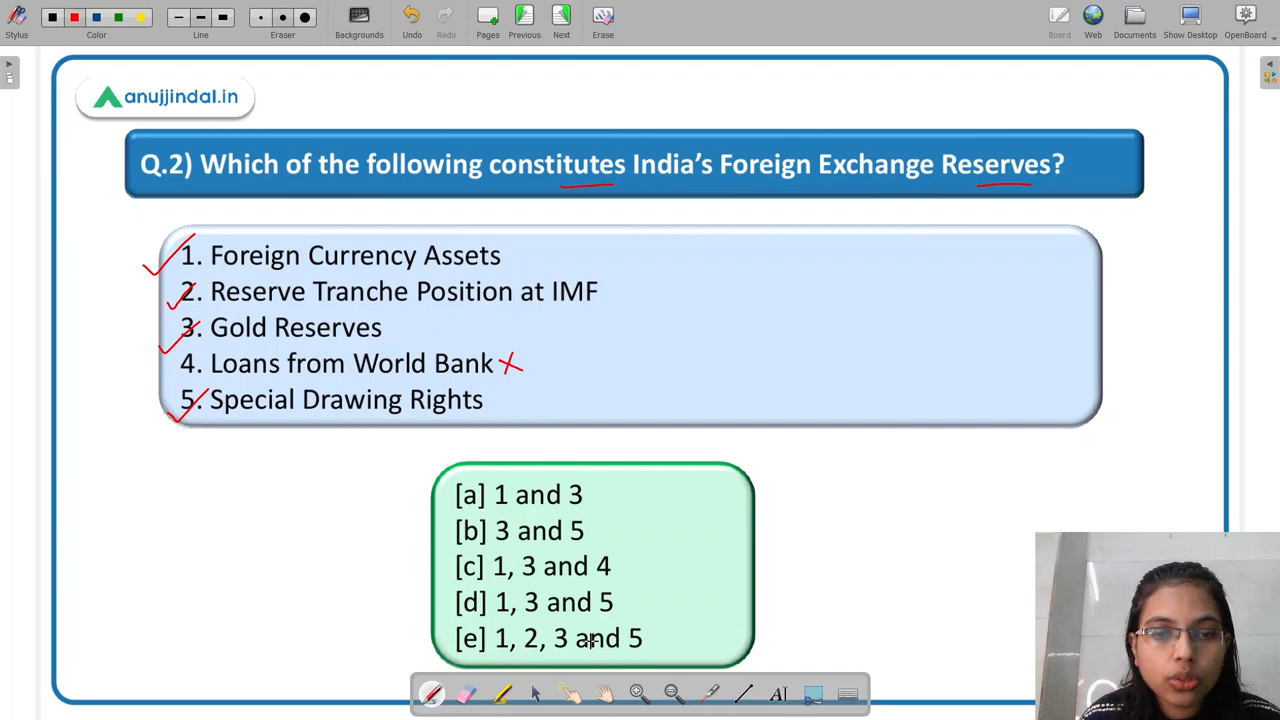 Stylus
Color
Line
Eraser
Backgrounds
Undo
Redo
Pages
Previous
Next
Erase
Board
Web
Documents
Show Desktop
OpenBoard
anujjindal.in
Q.2) Which of the following constitutes India’s Foreign Exchange Reserves?
1. Foreign Currency Assets
2. Reserve Tranche Position at IMF
3. Gold Reserves
4. Loans from World Bank
5. Special Drawing Rights
[a] 1 and 3
[b] 3 and 5
[c] 1, 3 and 4
[d] 1, 3 and 5
[e] 1, 2, 3 and 5